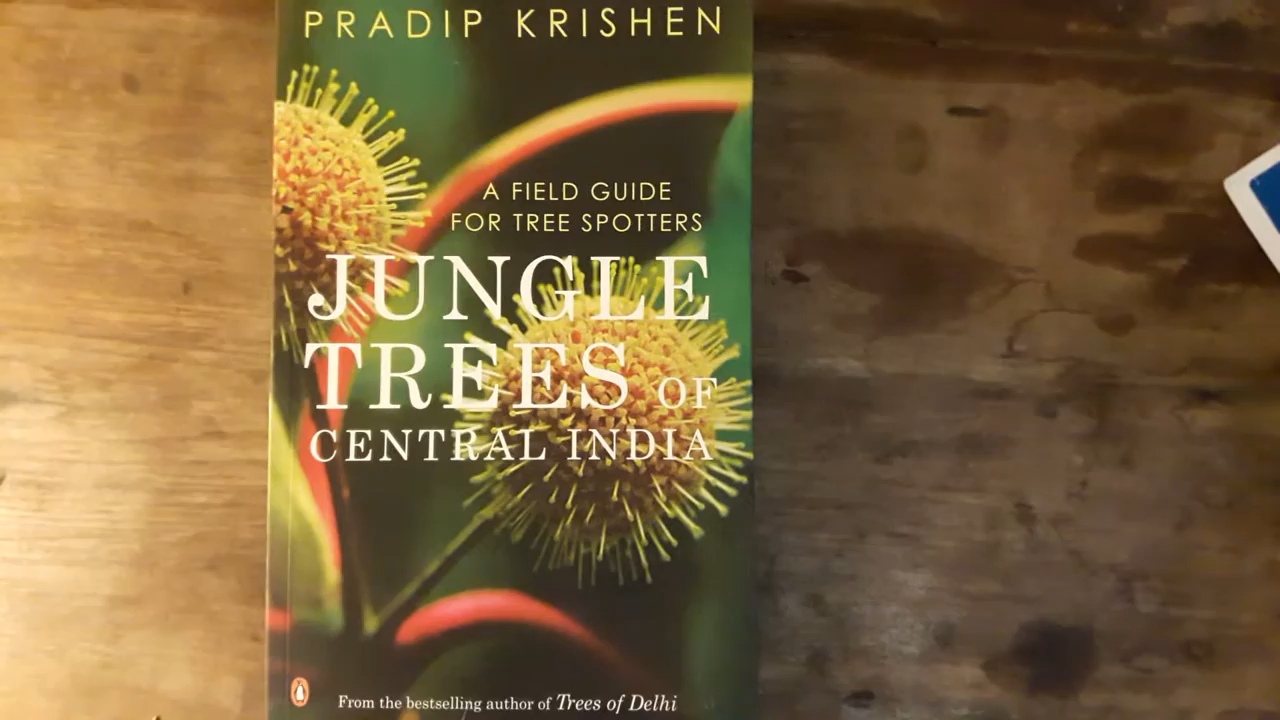 PRADIP KRISHEN
A FIELD GUIDE
FOR TREE SPOTTERS
JUNGLE
TREES OF
CENTRAL INDIA
From the bestselling author of Trees of Delhi